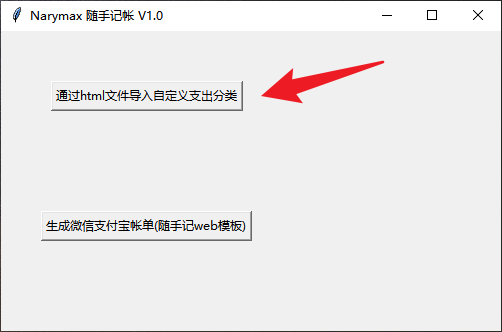 Narymax 随手记帐 V1.0
通过html文件导入自定义支出分类
生成微信支付宝帐单(随手记web模板)